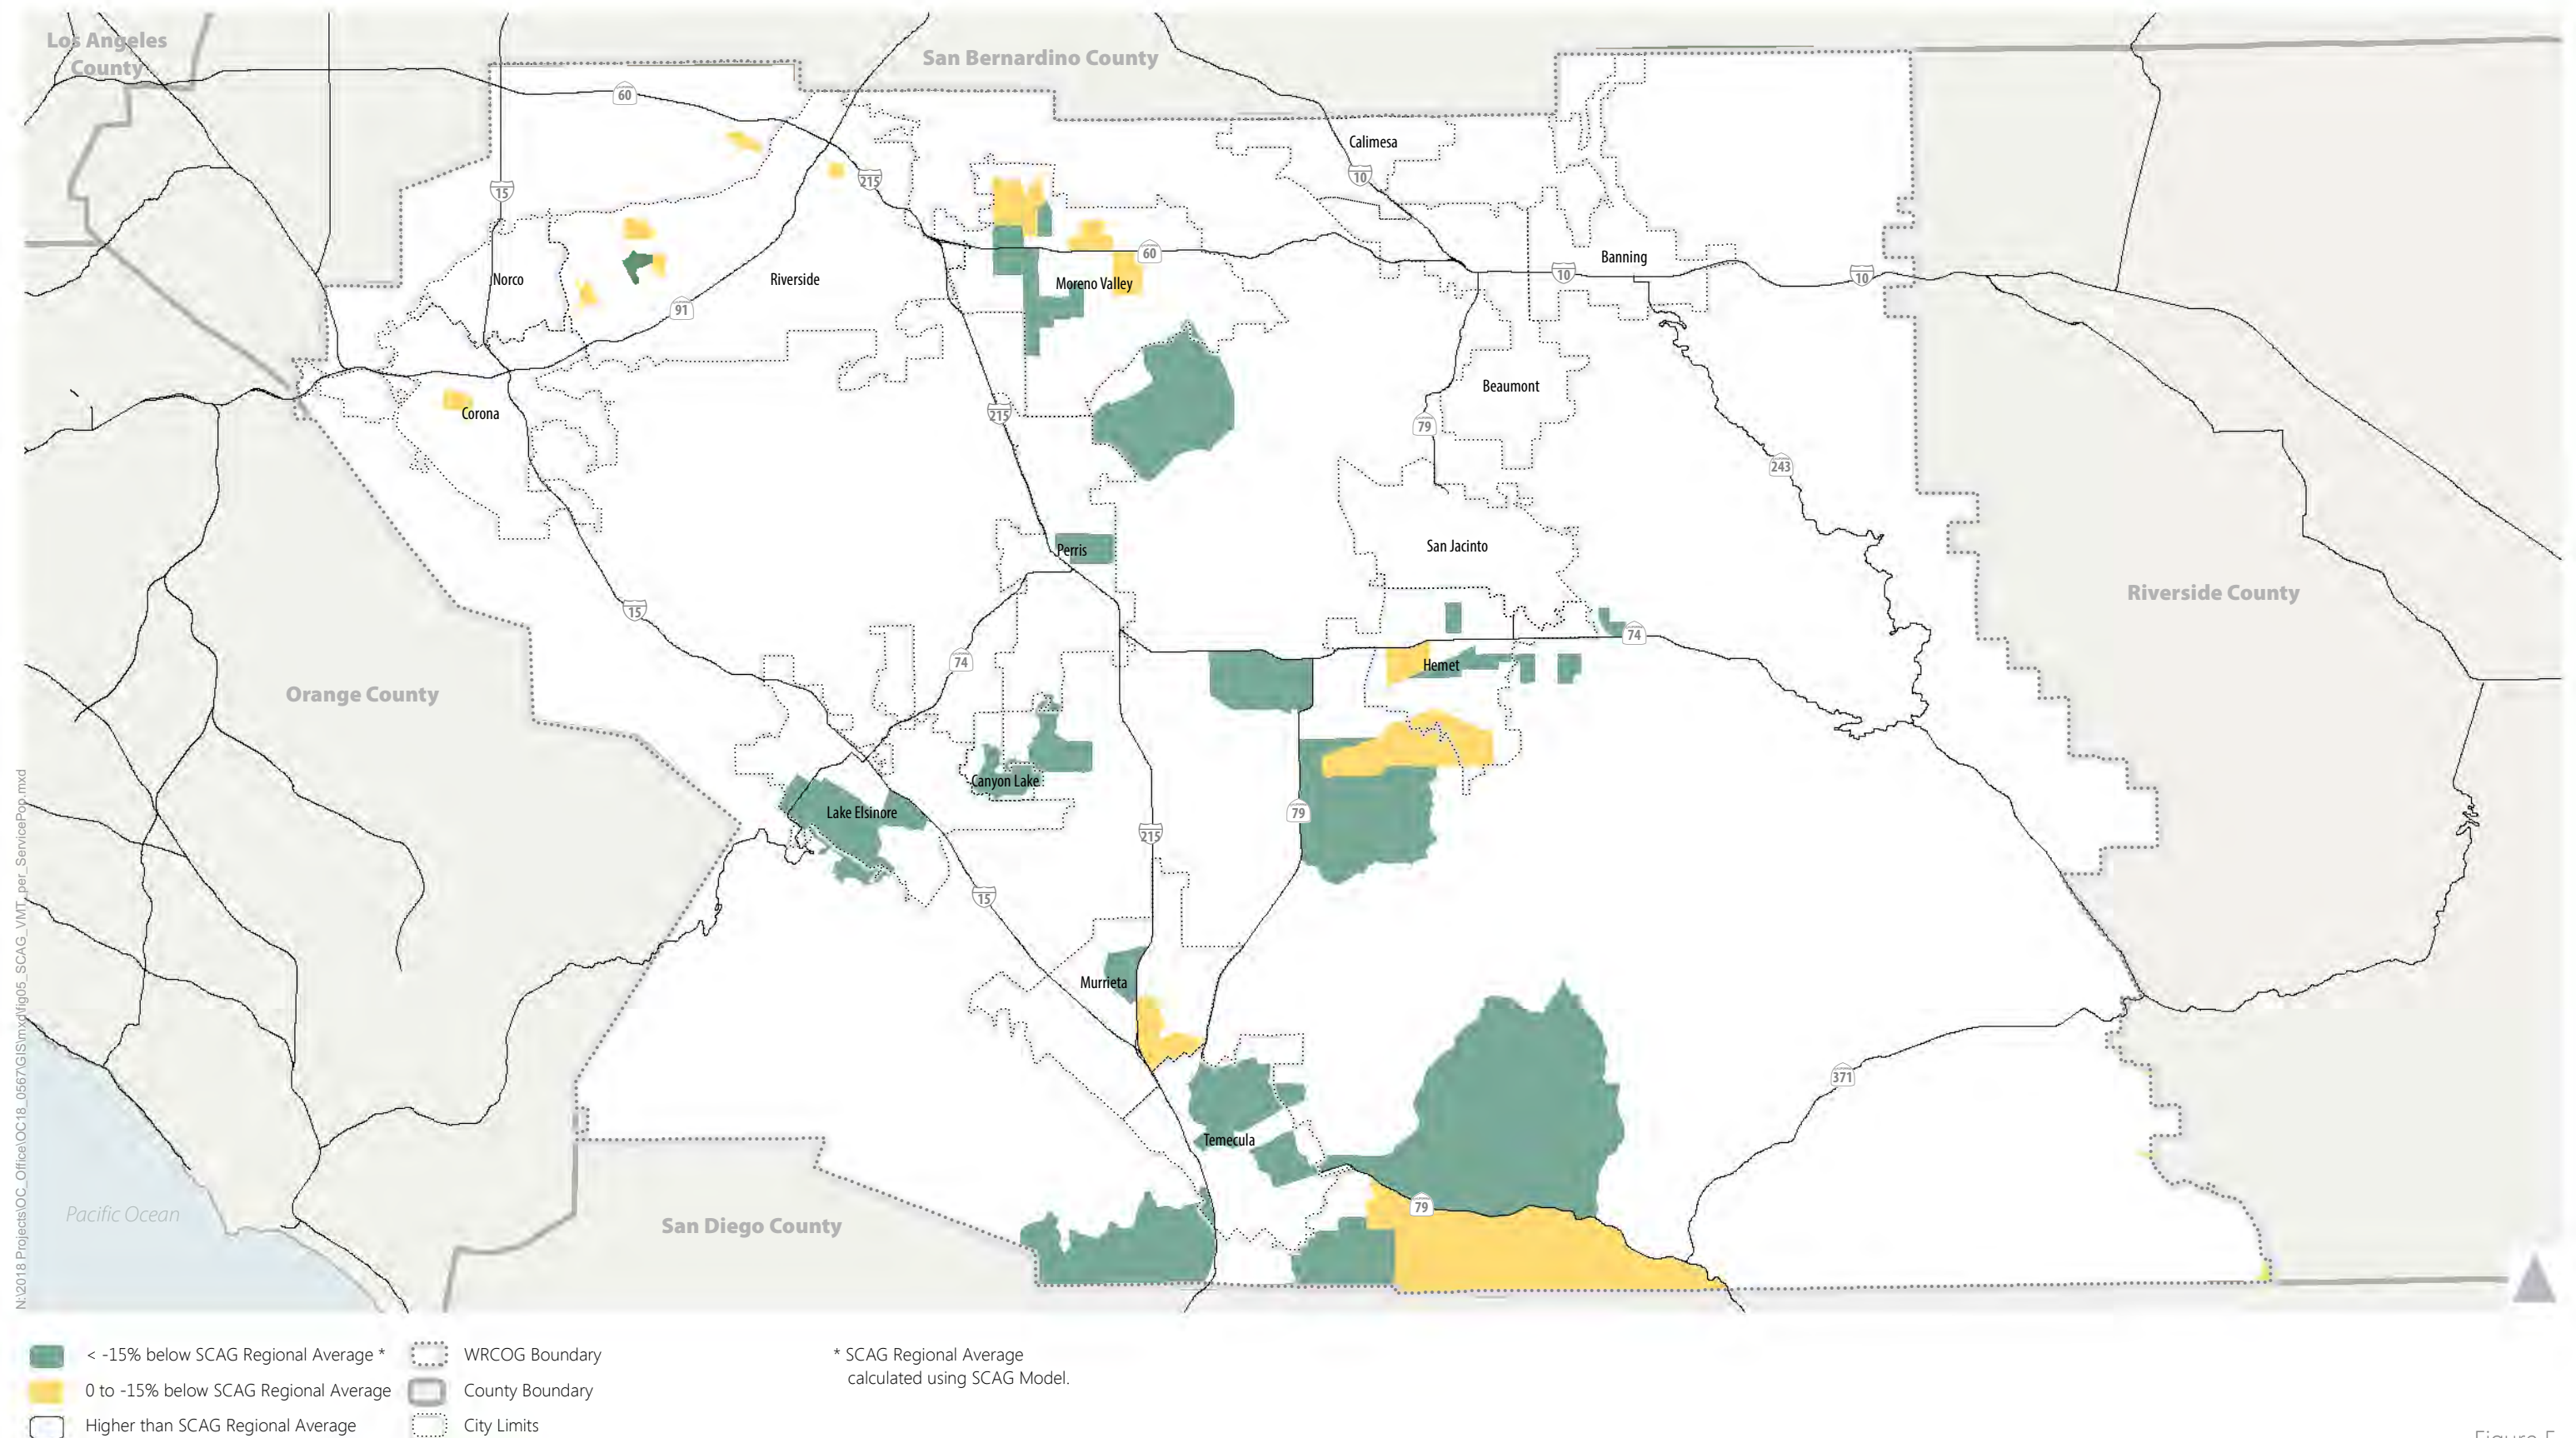 Los Angeles
County
San Bernardino County
60
Calimesa
10
215
15
Banning
60
10
10
Norco
Riverside
Moreno Valley
91
Beaumont
215
Corona
79
243
San Jacinto
Perris
Riverside County
15
74
74
Hemet
Orange County
Canyon Lake
Lake Elsinore
79
215
15
Murrieta
371
Temecula
79
Pacific Ocean
San Diego County
N:\2018 Projects\OC_Office\OC18_0567\GIS\mxd\fig05_SCAG_VMT_per_ServicePop.mxd
< -15% below SCAG Regional Average *
0 to -15% below SCAG Regional Average
Higher than SCAG Regional Average
WRCOG Boundary
County Boundary
City Limits
* SCAG Regional Average
calculated using SCAG Model.
Figure 5